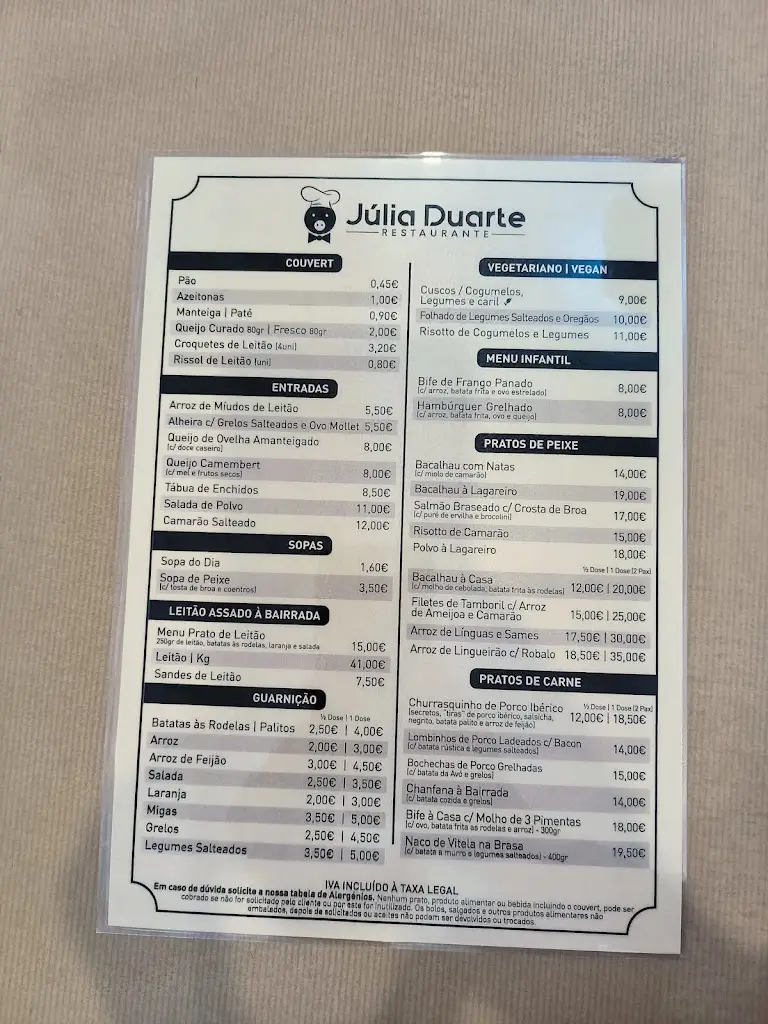 Júlia Duarte
RESTAURANTE
COUVERT
Pão 0,45€
Azeitonas 1,00€
Manteiga | Paté 0,90€
Queijo Curado 80gr | Fresco 80gr 2,00€
Croquetes de Leitão (4uni) 3,20€
Rissol de Leitão (uni) 0,80€
ENTRADAS
Arroz de Míudos de Leitão 5,50€
Alheira c/ Grelos Salteados e Ovo Mollet 5,50€
Queijo de Ovelha Amanteigado 8,00€
(c/ doce caseiro)
Queijo Camembert 8,00€
(c/ mel e frutos secos)
Tábua de Enchidos 8,50€
Salada de Polvo 11,00€
Camarão Salteado 12,00€
SOPAS
Sopa do Dia 1,60€
Sopa de Peixe 3,50€
(c/ tosta de broa e coentros)
LEITÃO ASSADO À BAIRRADA
Menu Prato de Leitão 15,00€
250gr de leitão, batatas às rodelas, laranja e salada
Leitão | Kg 41,00€
Sandes de Leitão 7,50€
GUARNIÇÃO
½ Dose | 1 Dose
Batatas às Rodelas | Palitos 2,50€ | 4,00€
Arroz 2,00€ | 3,00€
Arroz de Feijão 3,00€ | 4,50€
Salada 2,50€ | 3,50€
Laranja 2,00€ | 3,00€
Migas 3,50€ | 5,00€
Grelos 2,50€ | 4,50€
Legumes Salteados 3,50€ | 5,00€
VEGETARIANO | VEGAN
Cuscos / Cogumelos,
Legumes e caril 9,00€
Folhado de Legumes Salteados e Oregãos 10,00€
Risotto de Cogumelos e Legumes 11,00€
MENU INFANTIL
Bife de Frango Panado 8,00€
(c/ arroz, batata frita e ovo estrelado)
Hambúrguer Grelhado 8,00€
(c/ arroz, batata frita, ovo e queijo)
PRATOS DE PEIXE
Bacalhau com Natas 14,00€
(c/ miolo de camarão)
Bacalhau à Lagareiro 19,00€
Salmão Braseado c/ Crosta de Broa 17,00€
(c/ puré de ervilha e brocolini)
Risotto de Camarão 15,00€
Polvo à Lagareiro 18,00€
½ Dose | 1 Dose (2 Pax)
Bacalhau à Casa 12,00€ | 20,00€
(c/ molho de cebolada, batata frita às rodelas)
Filetes de Tamboril c/ Arroz
de Ameijoa e Camarão 15,00€ | 25,00€
Arroz de Línguas e Sames 17,50€ | 30,00€
Arroz de Lingueirão c/ Robalo 18,50€ | 35,00€
PRATOS DE CARNE
½ Dose | 1 Dose (2 Pax)
Churrasquinho de Porco Ibérico 12,00€ | 18,50€
(secretos, "tiras" de porco ibérico, salsicha,
negrito, batata palito e arroz de feijão)
Lombinhos de Porco Ladeados c/ Bacon 14,00€
(c/ batata rústica e legumes salteados)
Bochechas de Porco Grelhadas 15,00€
(c/ batata da Avó e grelos)
Chanfana à Bairrada 14,00€
(c/ batata cozida e grelos)
Bife à Casa c/ Molho de 3 Pimentas 18,00€
(c/ ovo, batata frita as rodelas e arroz) - 300gr
Naco de Vitela na Brasa 19,50€
(c/ batata a murro e legumes salteados) - 400gr
IVA INCLUÍDO À TAXA LEGAL
Em caso de dúvida solicite a nossa tabela de Alergénios. Nenhum prato, produto alimentar ou bebida incluindo o couvert, pode ser
cobrado se não for solicitado pelo cliente ou por este for inutilizado. Os bolos, salgados e outros produtos alimentares não
embalados, depois de solicitados ou aceites não podem ser devolvidos ou trocados.